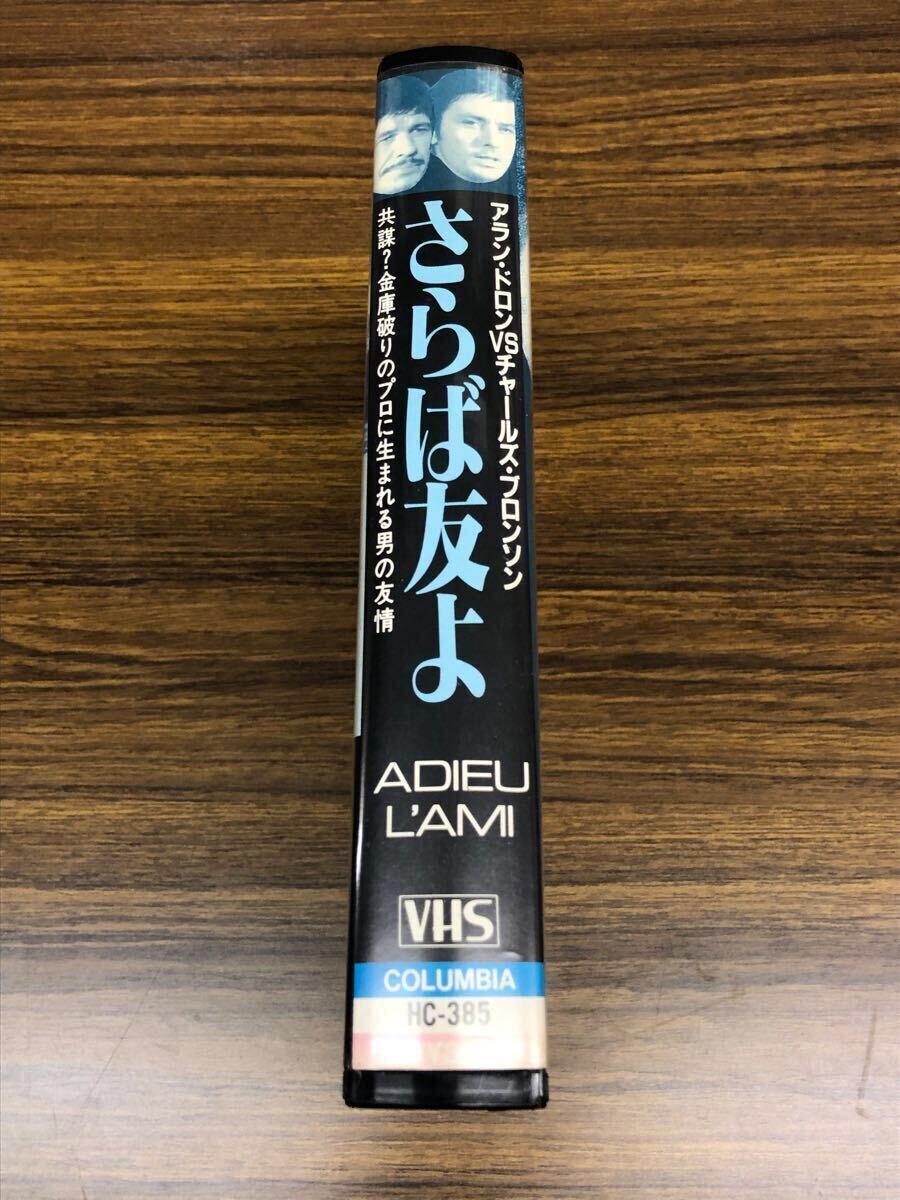 アラン・ドロンVSチャールズ・ブロンソン
さらば友よ
共謀?金庫破りのプロに生まれる男の友情
ADIEU
L'AMI
VHS
COLUMBIA
HC-385